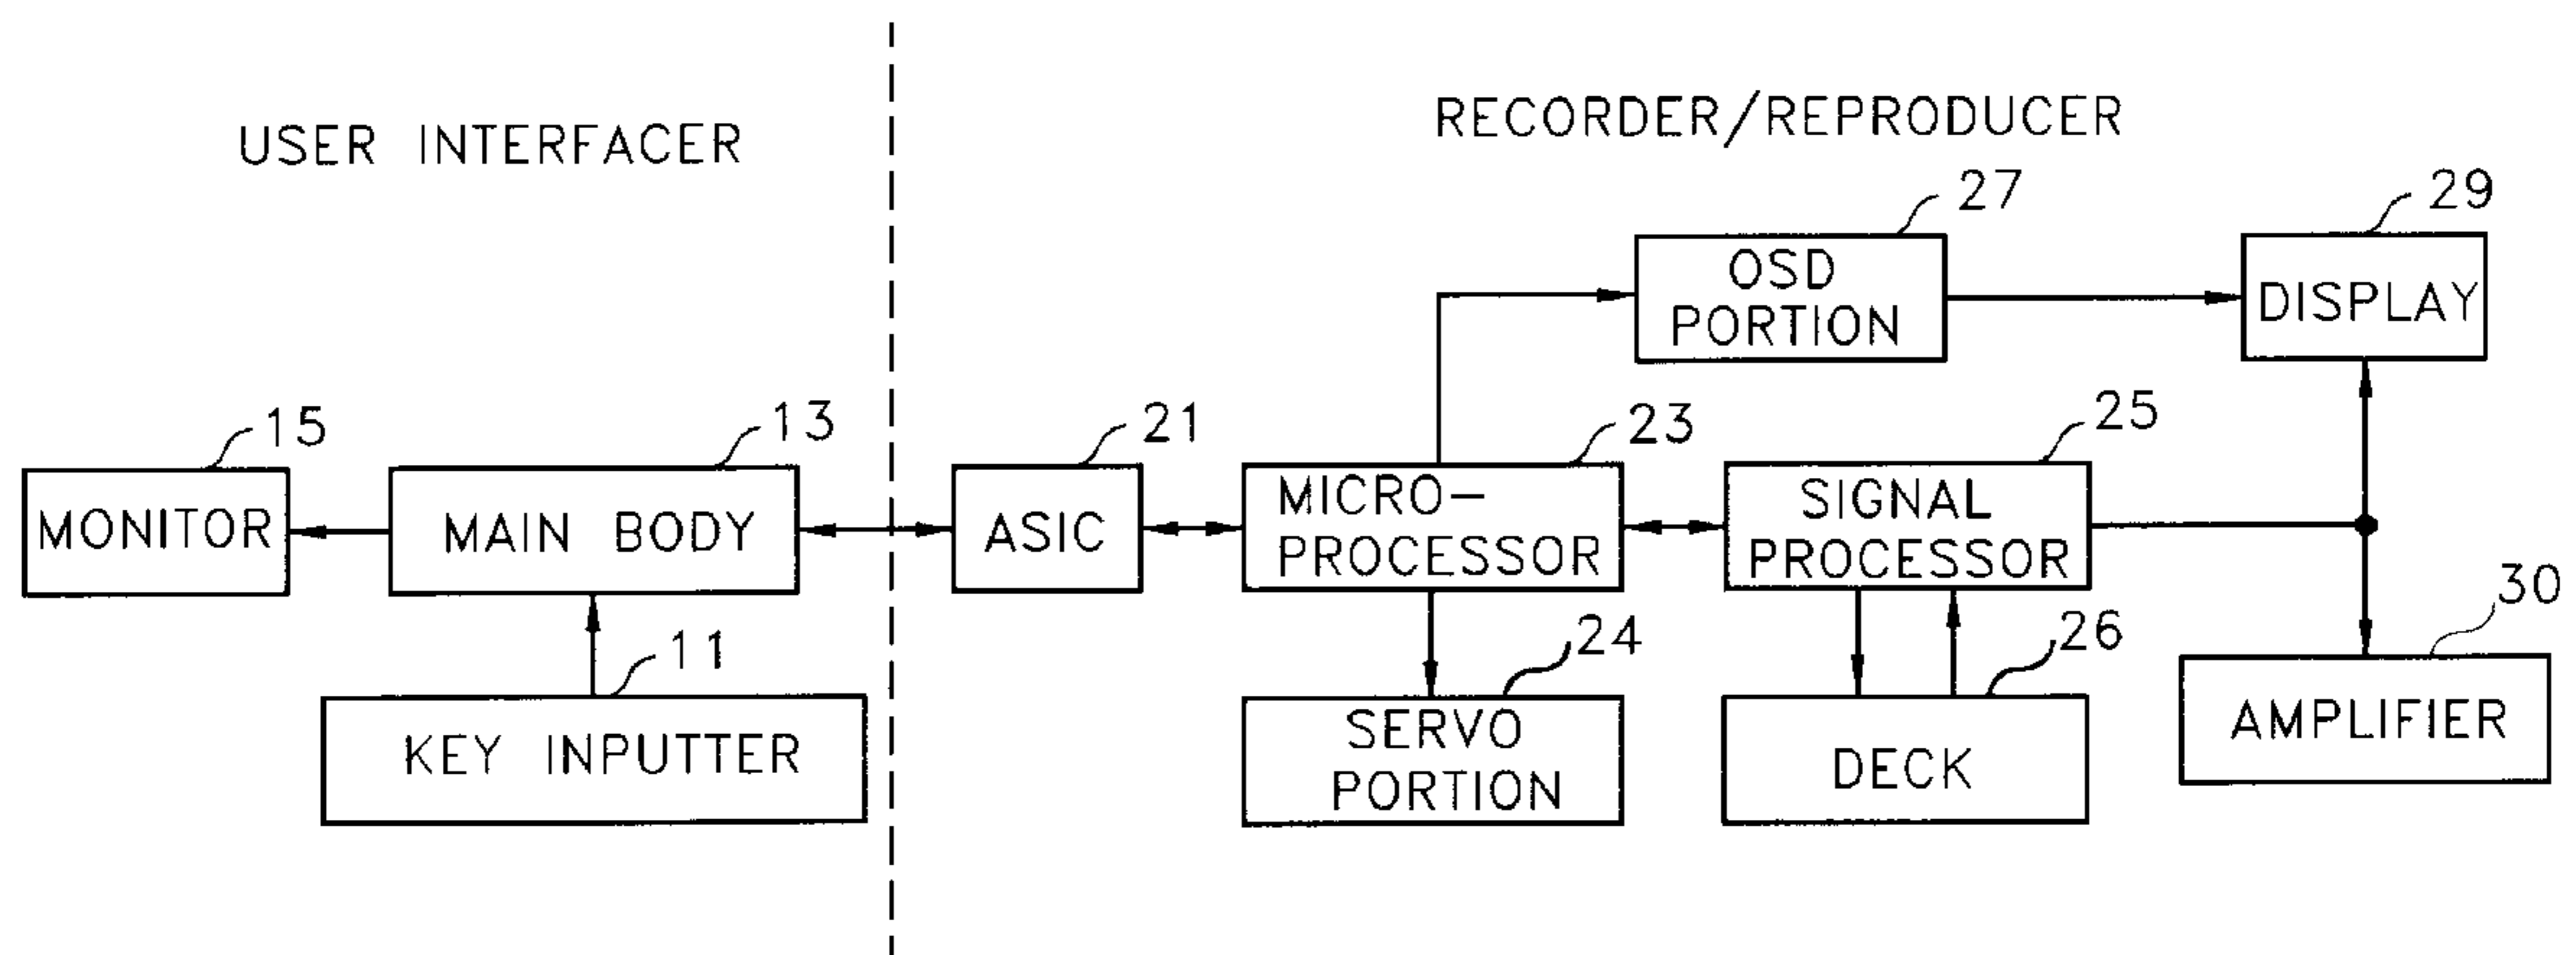 USER INTERFACER
RECORDER/REPRODUCER
27
29
OSD
PORTION
DISPLAY
15
13
21
23
25
MONITOR
MAIN BODY
ASIC
MICRO-
PROCESSOR
SIGNAL
PROCESSOR
11
24
26
30
KEY INPUTTER
SERVO
PORTION
DECK
AMPLIFIER